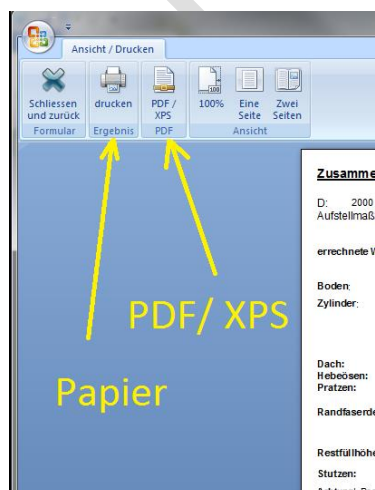 Ansicht / Drucken
Schliessen und zurück
drucken
PDF / XPS
100%
Eine Seite
Zwei Seiten
Formular
Ergebnis
PDF
Ansicht
Zusamme
D: 2000
Aufstellmaß
errechnete W
Boden:
Zylinder:
PDF/ XPS
Dach:
Hebeösen:
Pratzen:
Papier
Randfaserde
Restfüllhöhe
Stutzen: